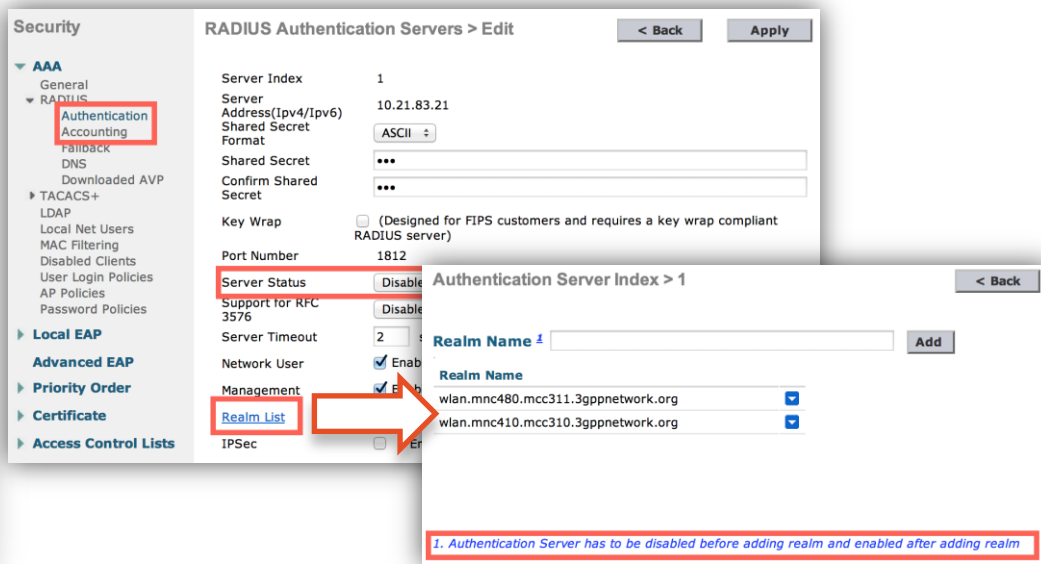 Security
AAA
General
RADIUS
Authentication
Accounting
Fallback
DNS
Downloaded AVP
TACACS+
LDAP
Local Net Users
MAC Filtering
Disabled Clients
User Login Policies
AP Policies
Password Policies
Local EAP
Advanced EAP
Priority Order
Certificate
Access Control Lists
RADIUS Authentication Servers > Edit
< Back
Apply
Server Index
1
Server
Address(Ipv4/Ipv6)
10.21.83.21
Shared Secret
Format
ASCII
Shared Secret
•••
Confirm Shared
Secret
•••
Key Wrap
(Designed for FIPS customers and requires a key wrap compliant
RADIUS server)
Port Number
1812
Server Status
Disable
Support for RFC
3576
Disable
Server Timeout
2
s
Network User
Enab
Management
Realm List
IPSec
Authentication Server Index > 1
< Back
Realm Name 1
Add
Realm Name
wlan.mnc480.mcc311.3gppnetwork.org
wlan.mnc410.mcc310.3gppnetwork.org
1. Authentication Server has to be disabled before adding realm and enabled after adding realm